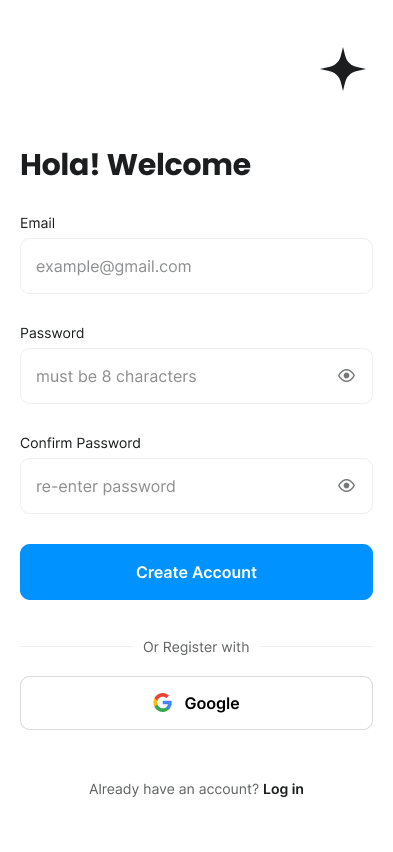 Hola! Welcome
Email
example@gmail.com
Password
must be 8 characters
Confirm Password
re-enter password
Create Account
Or Register with
Google
Already have an account? Log in